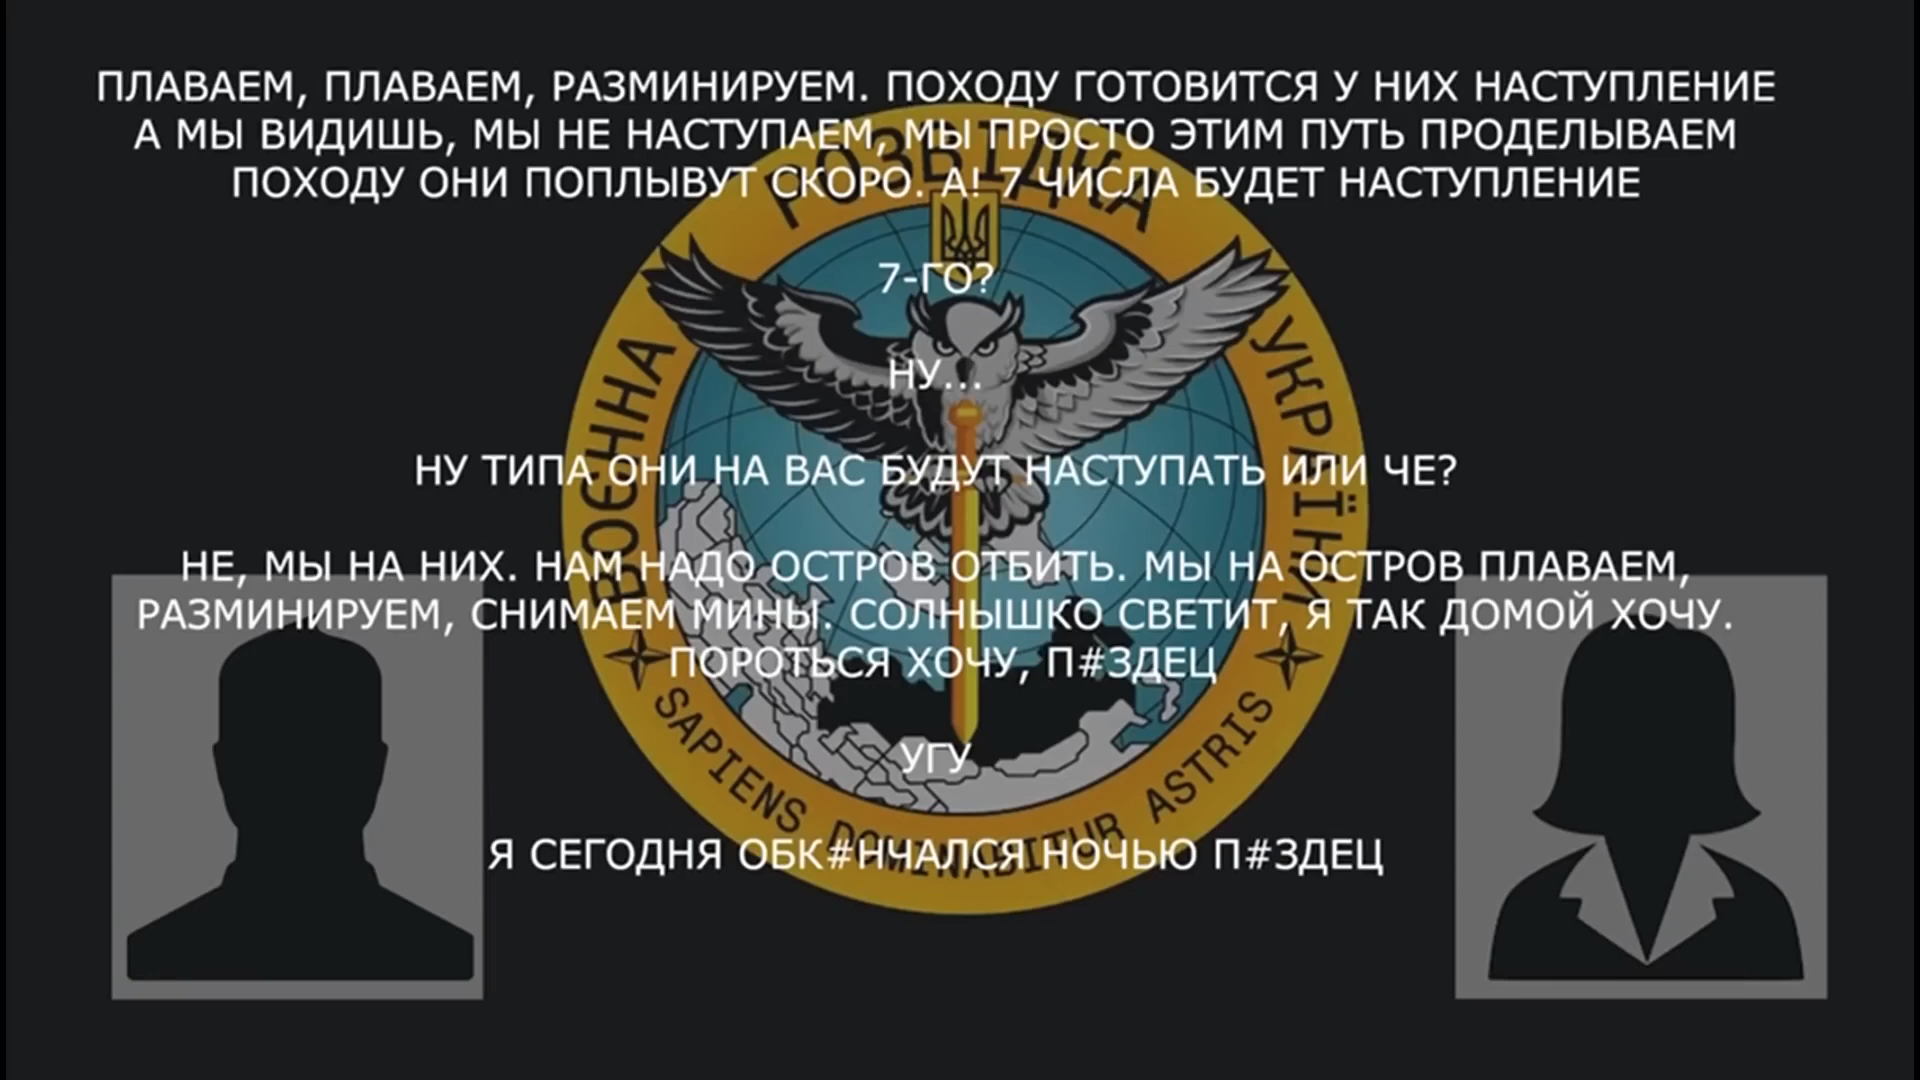 ПЛАВАЕМ, ПЛАВАЕМ, РАЗМИНИРУЕМ. ПОХОДУ ГОТОВИТСЯ У НИХ НАСТУПЛЕНИЕ
А МЫ ВИДИШЬ, МЫ НЕ НАСТУПАЕМ, МЫ ПРОСТО ЭТИМ ПУТЬ ПРОДЕЛЫВАЕМ
ПОХОДУ ОНИ ПОПЛЫВУТ СКОРО. А! 7 ЧИСЛА БУДЕТ НАСТУПЛЕНИЕ
7-ГО?
НУ...
НУ ТИПА ОНИ НА ВАС БУДУТ НАСТУПАТЬ ИЛИ ЧЕ?
НЕ, МЫ НА НИХ. НАМ НАДО ОСТРОВ ОТБИТЬ. МЫ НА ОСТРОВ ПЛАВАЕМ,
РАЗМИНИРУЕМ, СНИМАЕМ МИНЫ. СОЛНЫШКО СВЕТИТ, Я ТАК ДОМОЙ ХОЧУ.
ПОРОТЬСЯ ХОЧУ, П#ЗДЕЦ
УГУ
Я СЕГОДНЯ ОБК#НЧАЛСЯ НОЧЬЮ П#ЗДЕЦ
ВОЄННА РОЗВІДКА УКРАЇНИ
SAPIENS DOMINABITUR ASTRIS